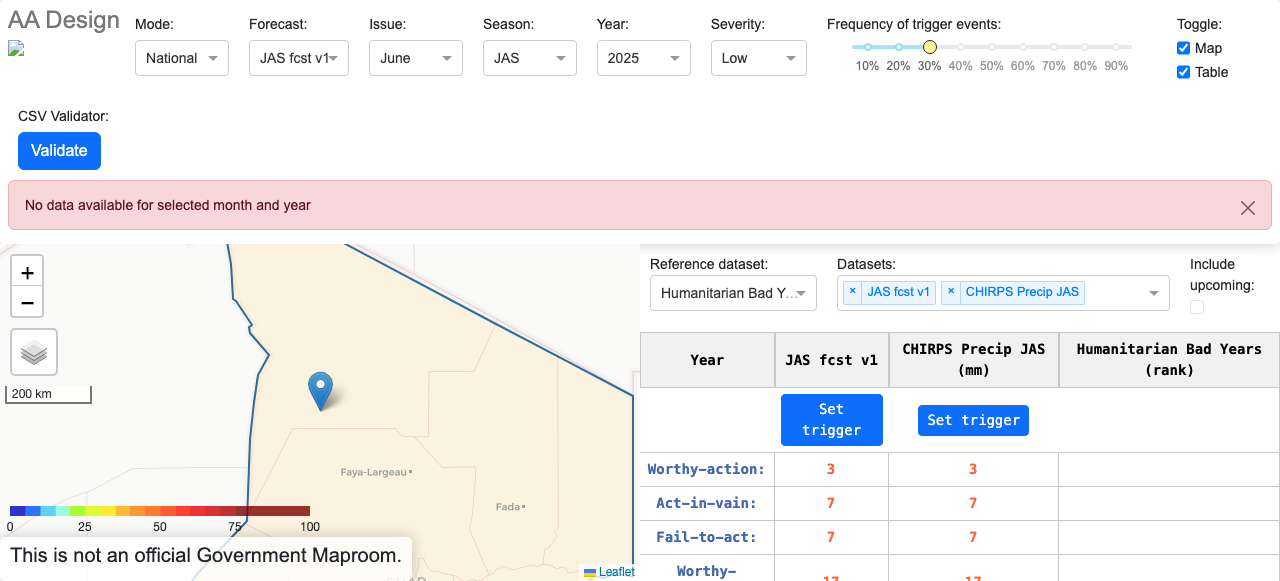 AA Design
Mode:
National
Forecast:
JAS fcst v1
Issue:
June
Season:
JAS
Year:
2025
Severity:
Low
Frequency of trigger events:
10% 20% 30% 40% 50% 60% 70% 80% 90%
Toggle:
Map
Table
CSV Validator:
Validate
No data available for selected month and year
+
−
200 km
Faya-Largeau
Fada
0 25 50 75 100
This is not an official Government Maproom.
Leaflet
Reference dataset:
Humanitarian Bad Y...
Datasets:
× JAS fcst v1 × CHIRPS Precip JAS
Include
upcoming:
Year JAS fcst v1 CHIRPS Precip JAS (mm) Humanitarian Bad Years (rank)
Set trigger Set trigger
Worthy-action: 3 3
Act-in-vain: 7 7
Fail-to-act: 7 7
Worthy- 17 17